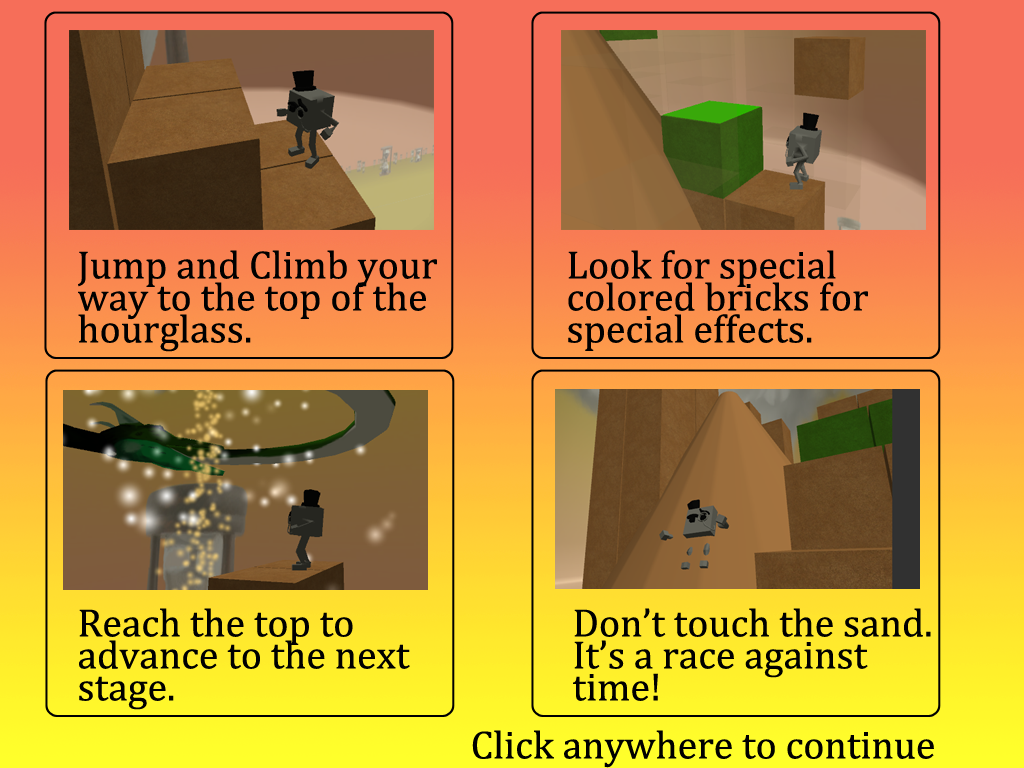 Jump and Climb your
way to the top of the
hourglass.
Look for special
colored bricks for
special effects.
Reach the top to
advance to the next
stage.
Don't touch the sand.
It's a race against
time!
Click anywhere to continue